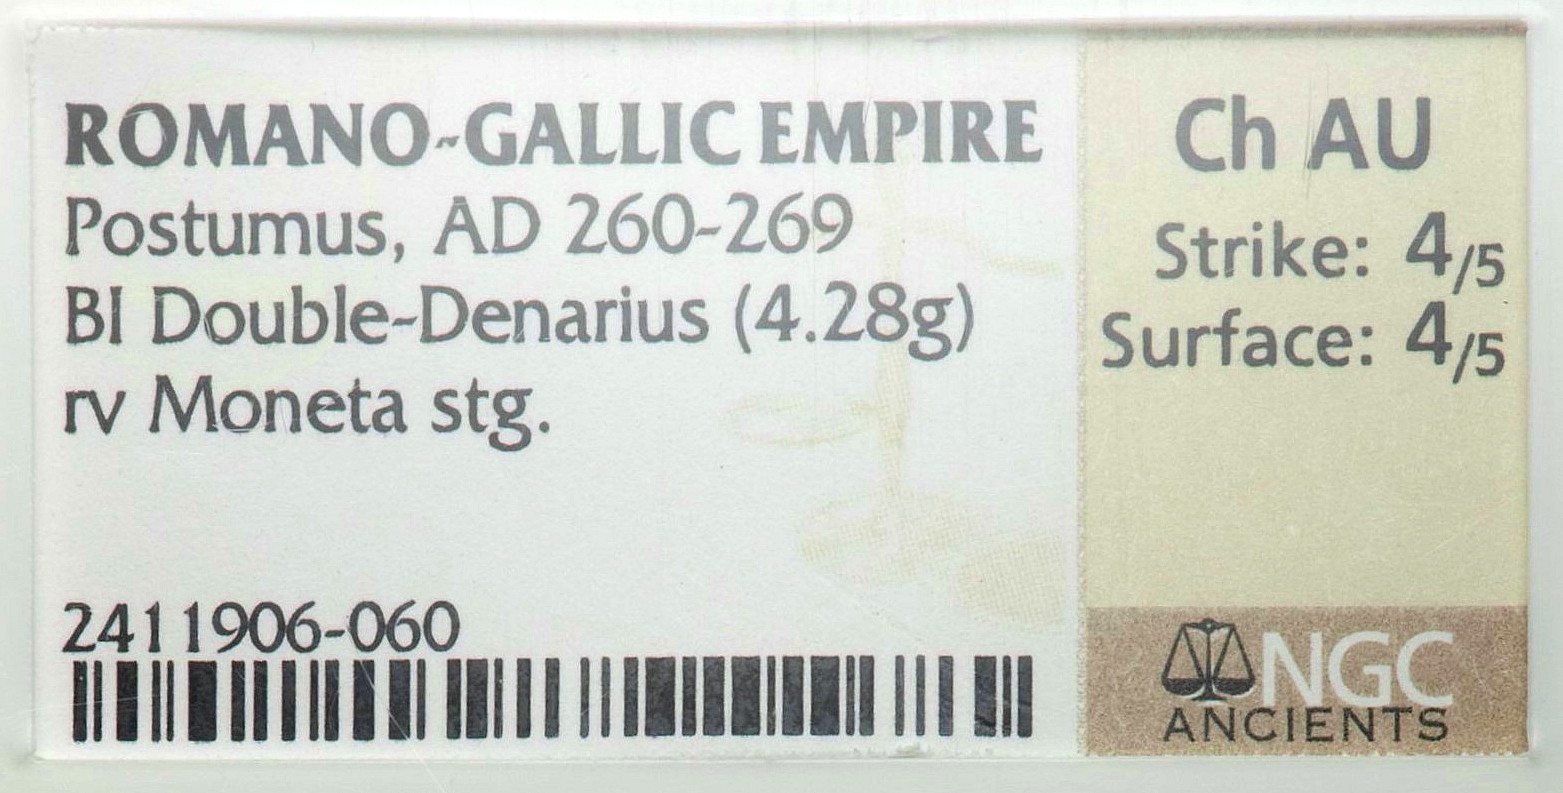 ROMANO-GALLIC EMPIRE
Postumus, AD 260-269
BI Double-Denarius (4.28g)
rv Moneta stg.
2411906-060
Ch AU
Strike: 4/5
Surface: 4/5
NGC
ANCIENTS